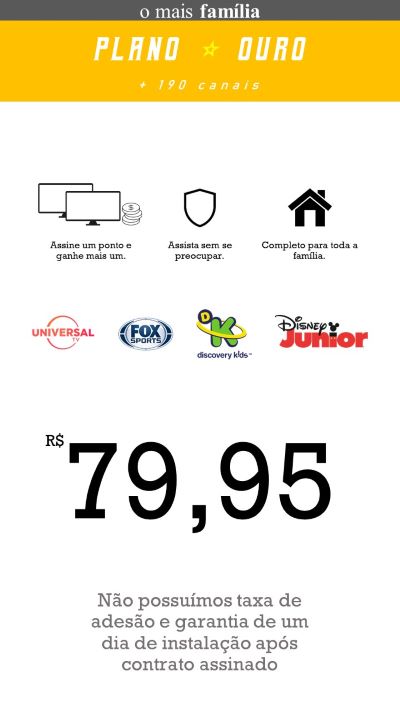 o mais família
PLANO OURO
+ 190 canais
$
Assine um ponto e
ganhe mais um.
Assista sem se
preocupar.
Completo para toda a
família.
UNIVERSAL
TV
FOX
SPORTS
D
K
discovery kids™
Disney
Junior
R$
79,95
Não possuímos taxa de
adesão e garantia de um
dia de instalação após
contrato assinado